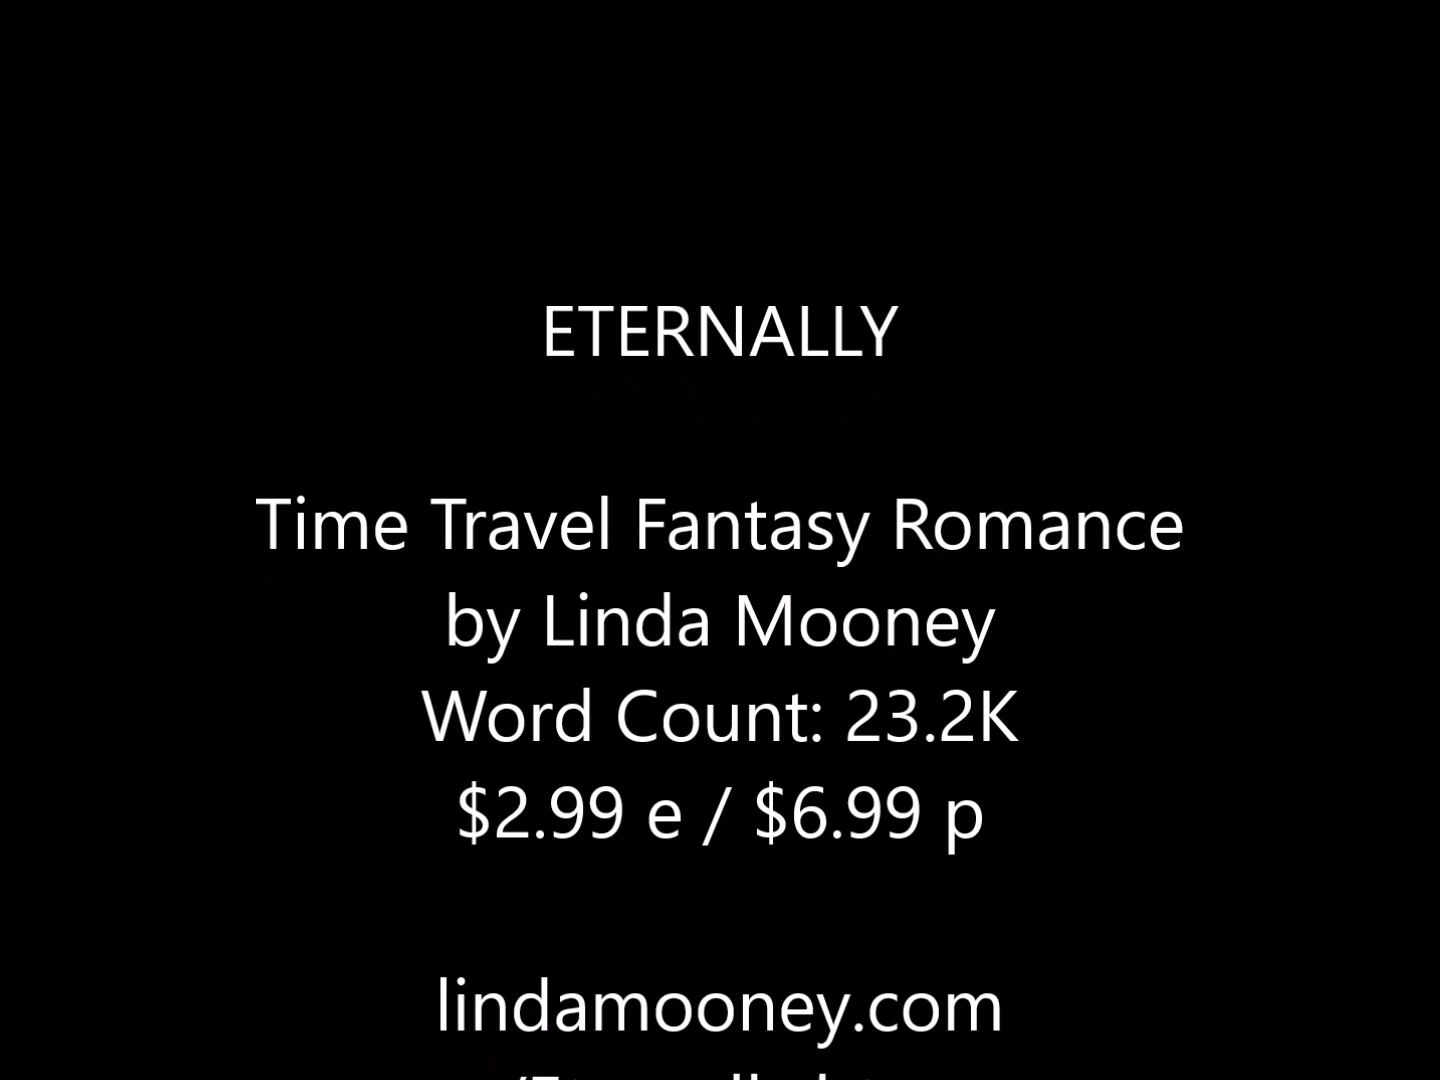 ETERNALLY
Time Travel Fantasy Romance
by Linda Mooney
Word Count: 23.2K
$2.99 e / $6.99 p
lindamooney.com